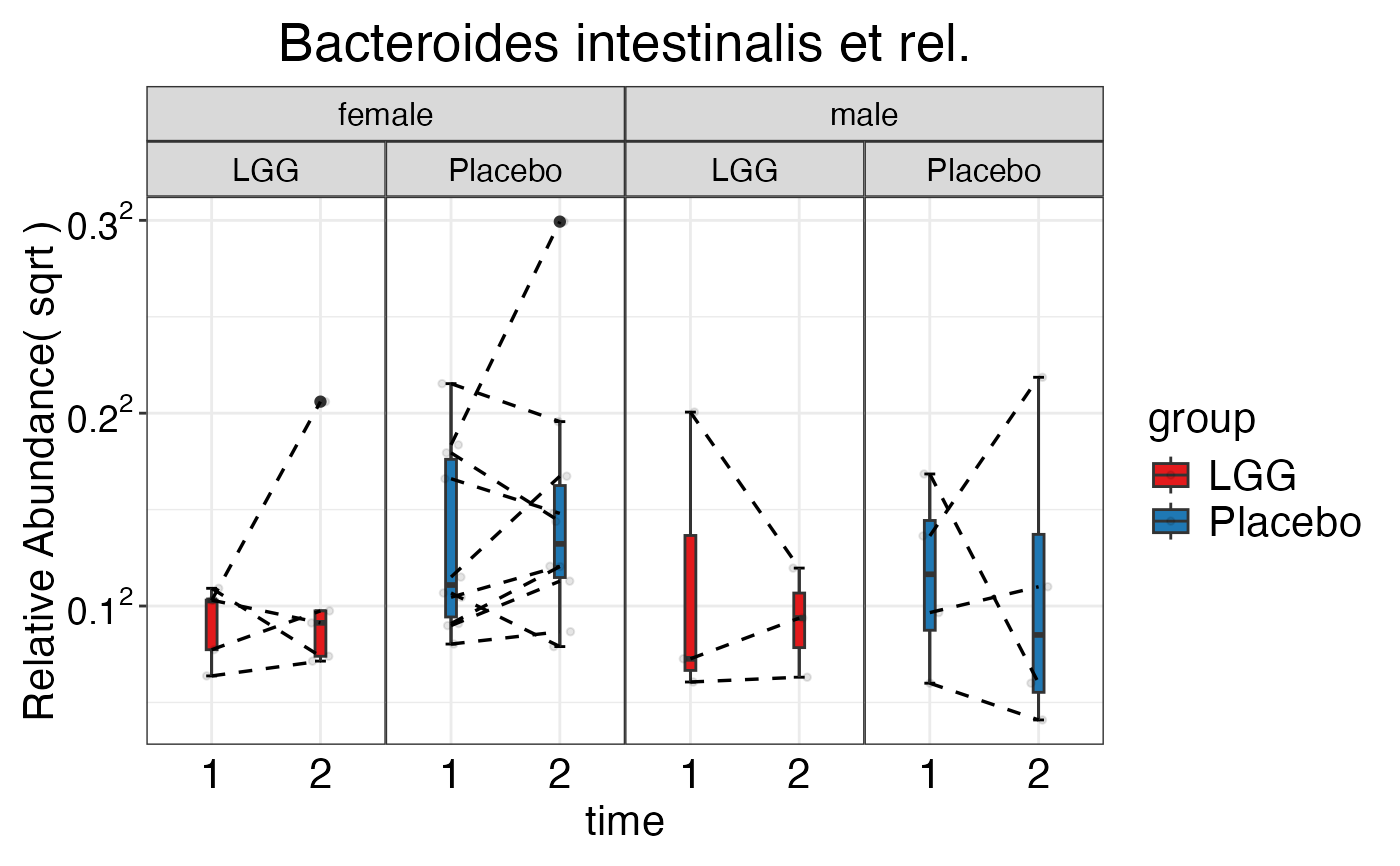 Bacteroides intestinalis et rel.
female male
LGG Placebo LGG Placebo
0.3²
0.2²
0.1²
Relative Abundance( sqrt )
1 2 1 2 1 2 1 2
time
group
LGG
Placebo